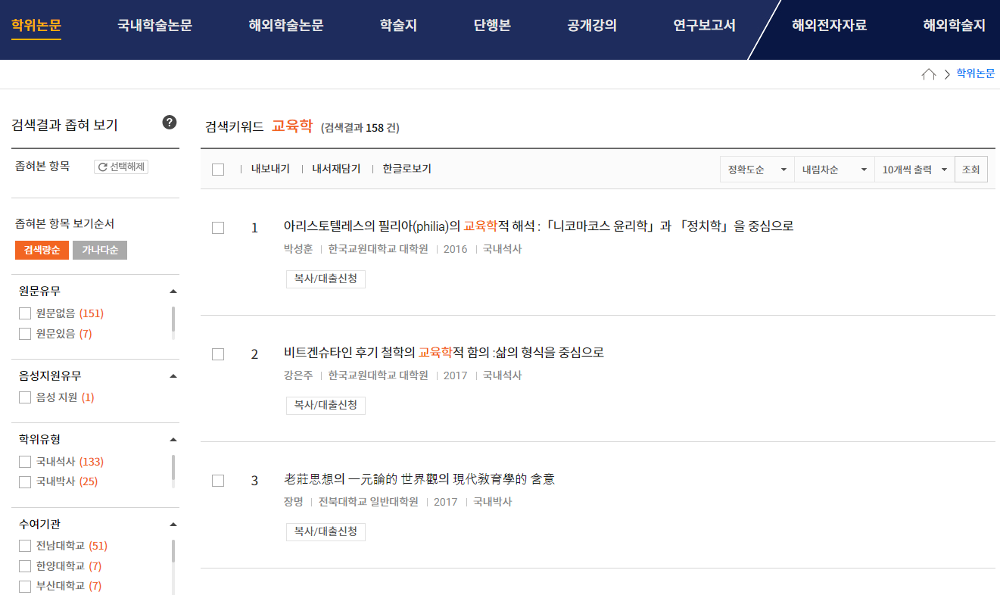 학위논문 국내학술논문 해외학술논문 학술지 단행본 공개강의 연구보고서 해외전자자료 해외학술지
학위논문
검색결과 좁혀 보기 ?
좁혀본 항목 선택해제
좁혀본 항목 보기순서
검색량순 가나다순
원문유무
원문없음 (151)
원문있음 (7)
음성지원유무
음성 지원 (1)
학위유형
국내석사 (133)
국내박사 (25)
수여기관
전남대학교 (51)
한양대학교 (7)
부산대학교 (7)
검색키워드 교육학 (검색결과 158 건)
내보내기 내서재담기 한글로보기 정확도순 내림차순 10개씩 출력 조회
1 아리스토텔레스의 필리아(philia)의 교육학적 해석 :「니코마코스 윤리학」과 「정치학」을 중심으로
박성훈 한국교원대학교 대학원 2016 국내석사
복사/대출신청
2 비트겐슈타인 후기 철학의 교육학적 함의 :삶의 형식을 중심으로
강은주 한국교원대학교 대학원 2017 국내석사
복사/대출신청
3 老莊思想의 一元論的 世界觀의 現代敎育學的 含意
장명 전북대학교 일반대학원 2017 국내박사
복사/대출신청